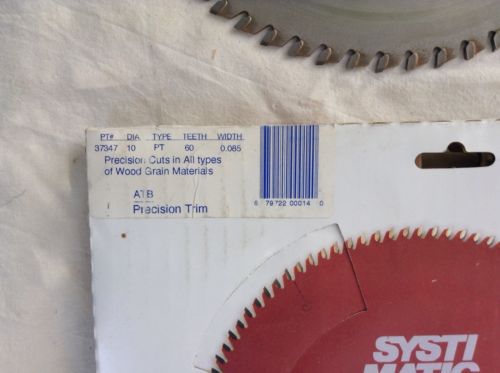 PT# DIA TYPE TEETH WIDTH
37347 10 PT 60 0.085
Precision Cuts in All types
of Wood Grain Materials
ATB
Precision Trim
6 79722 00014 0
SYSTI
MATIC